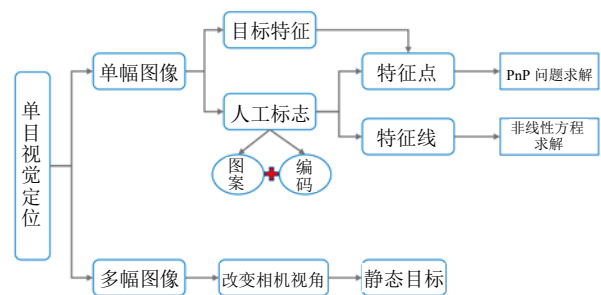 单目视觉定位
单幅图像
目标特征
人工标志
图案
编码
特征点
PnP 问题求解
特征线
非线性方程
求解
多幅图像
改变相机视角
静态目标